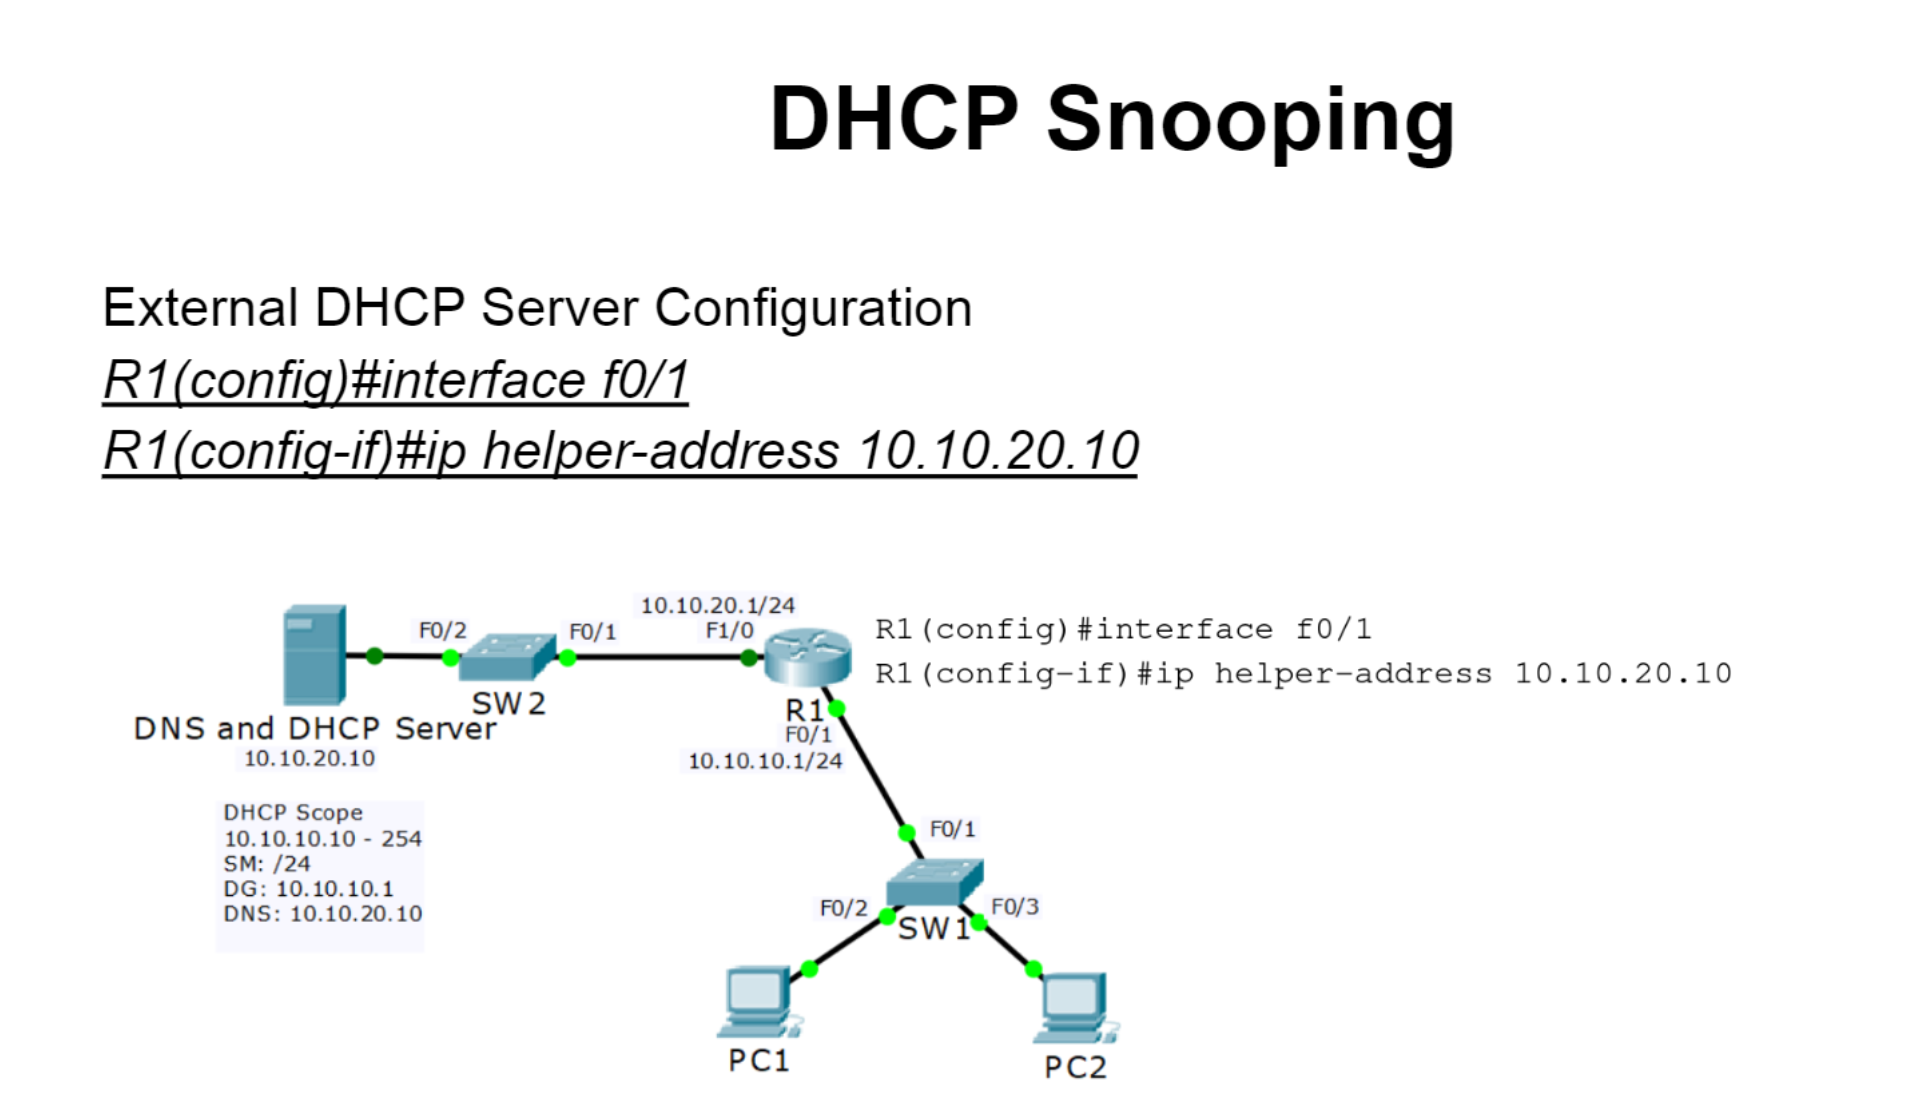 DHCP Snooping
External DHCP Server Configuration
R1(config)#interface f0/1
R1(config-if)#ip helper-address 10.10.20.10
10.10.20.1/24
F0/2
F0/1
F1/0
R1(config)#interface f0/1
R1(config-if)#ip helper-address 10.10.20.10
SW2
R1
DNS and DHCP Server
F0/1
10.10.20.10
10.10.10.1/24
DHCP Scope
10.10.10.10 - 254
SM: /24
DG: 10.10.10.1
DNS: 10.10.20.10
F0/1
F0/2
F0/3
SW1
PC1
PC2